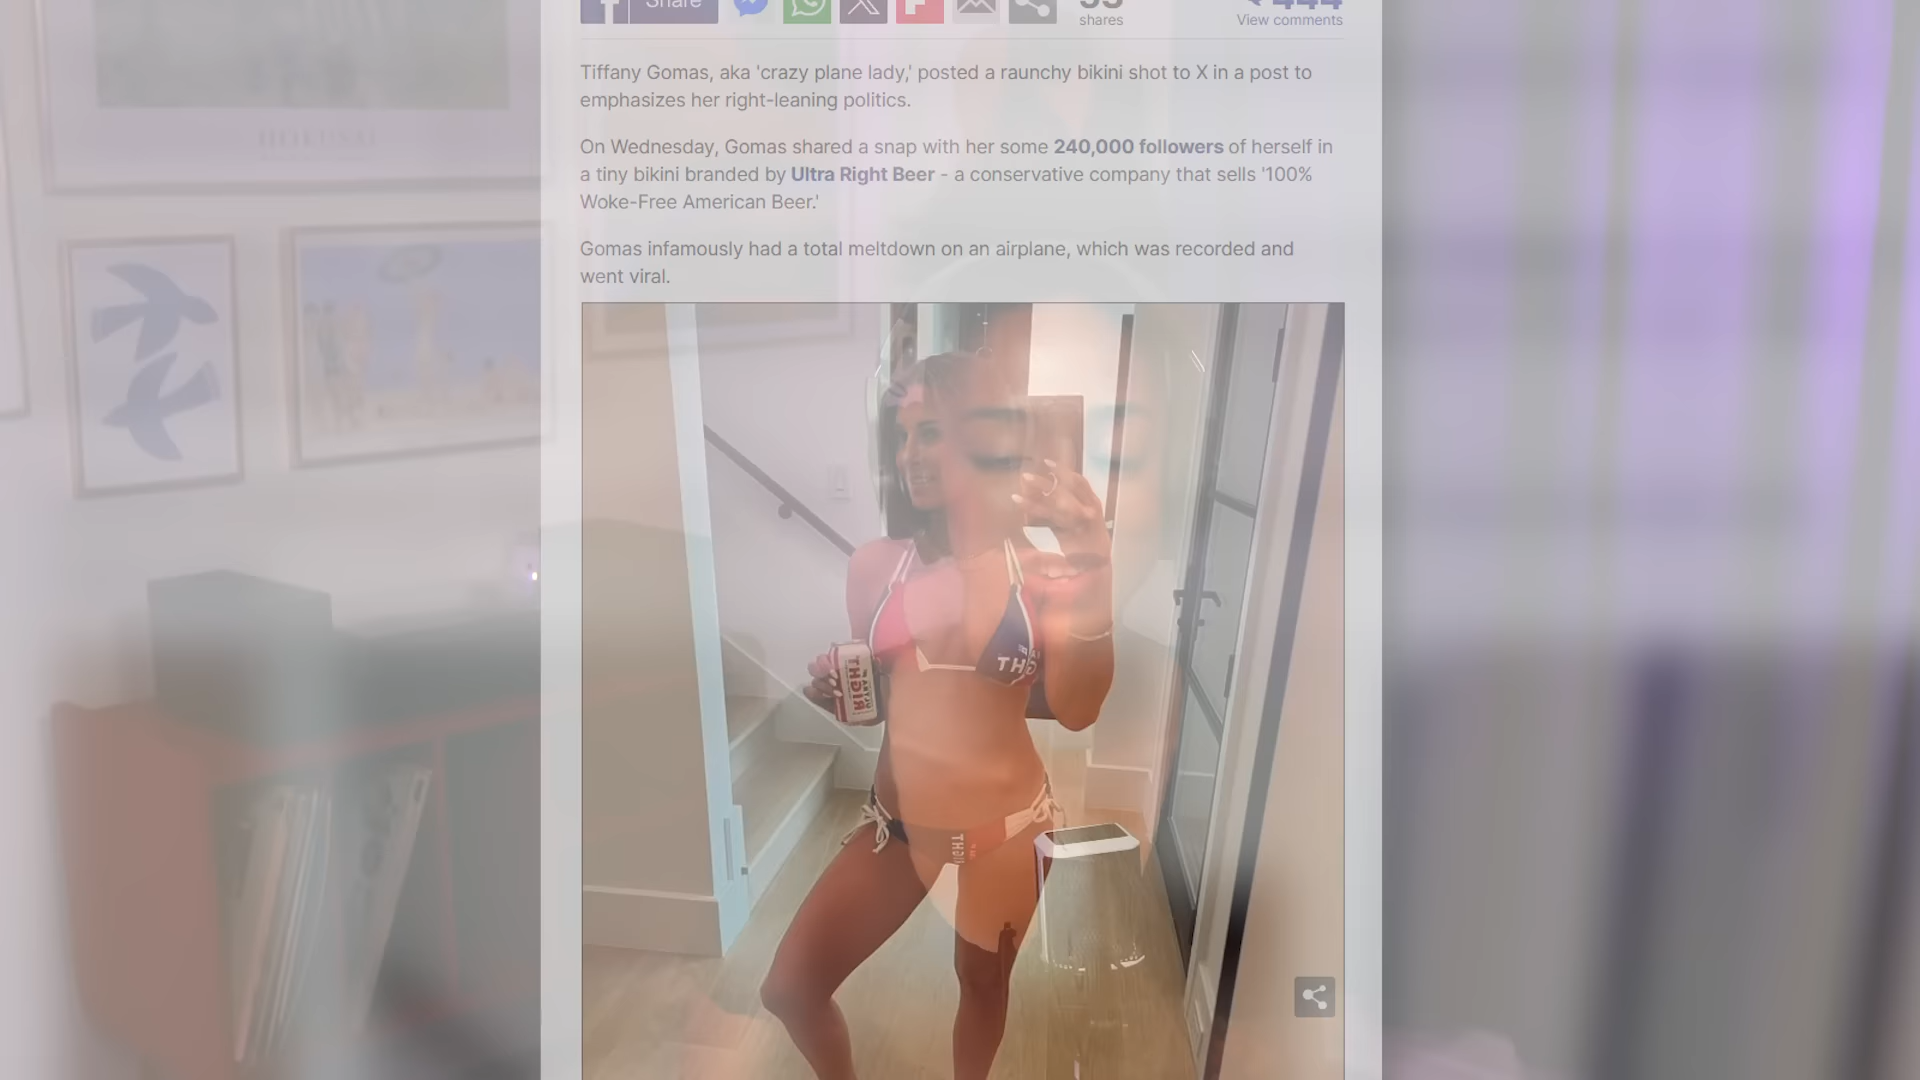 Share
shares
View comments
Tiffany Gomas, aka 'crazy plane lady,' posted a raunchy bikini shot to X in a post to
emphasizes her right-leaning politics.
On Wednesday, Gomas shared a snap with her some 240,000 followers of herself in
a tiny bikini branded by Ultra Right Beer - a conservative company that sells '100%
Woke-Free American Beer.'
Gomas infamously had a total meltdown on an airplane, which was recorded and
went viral.